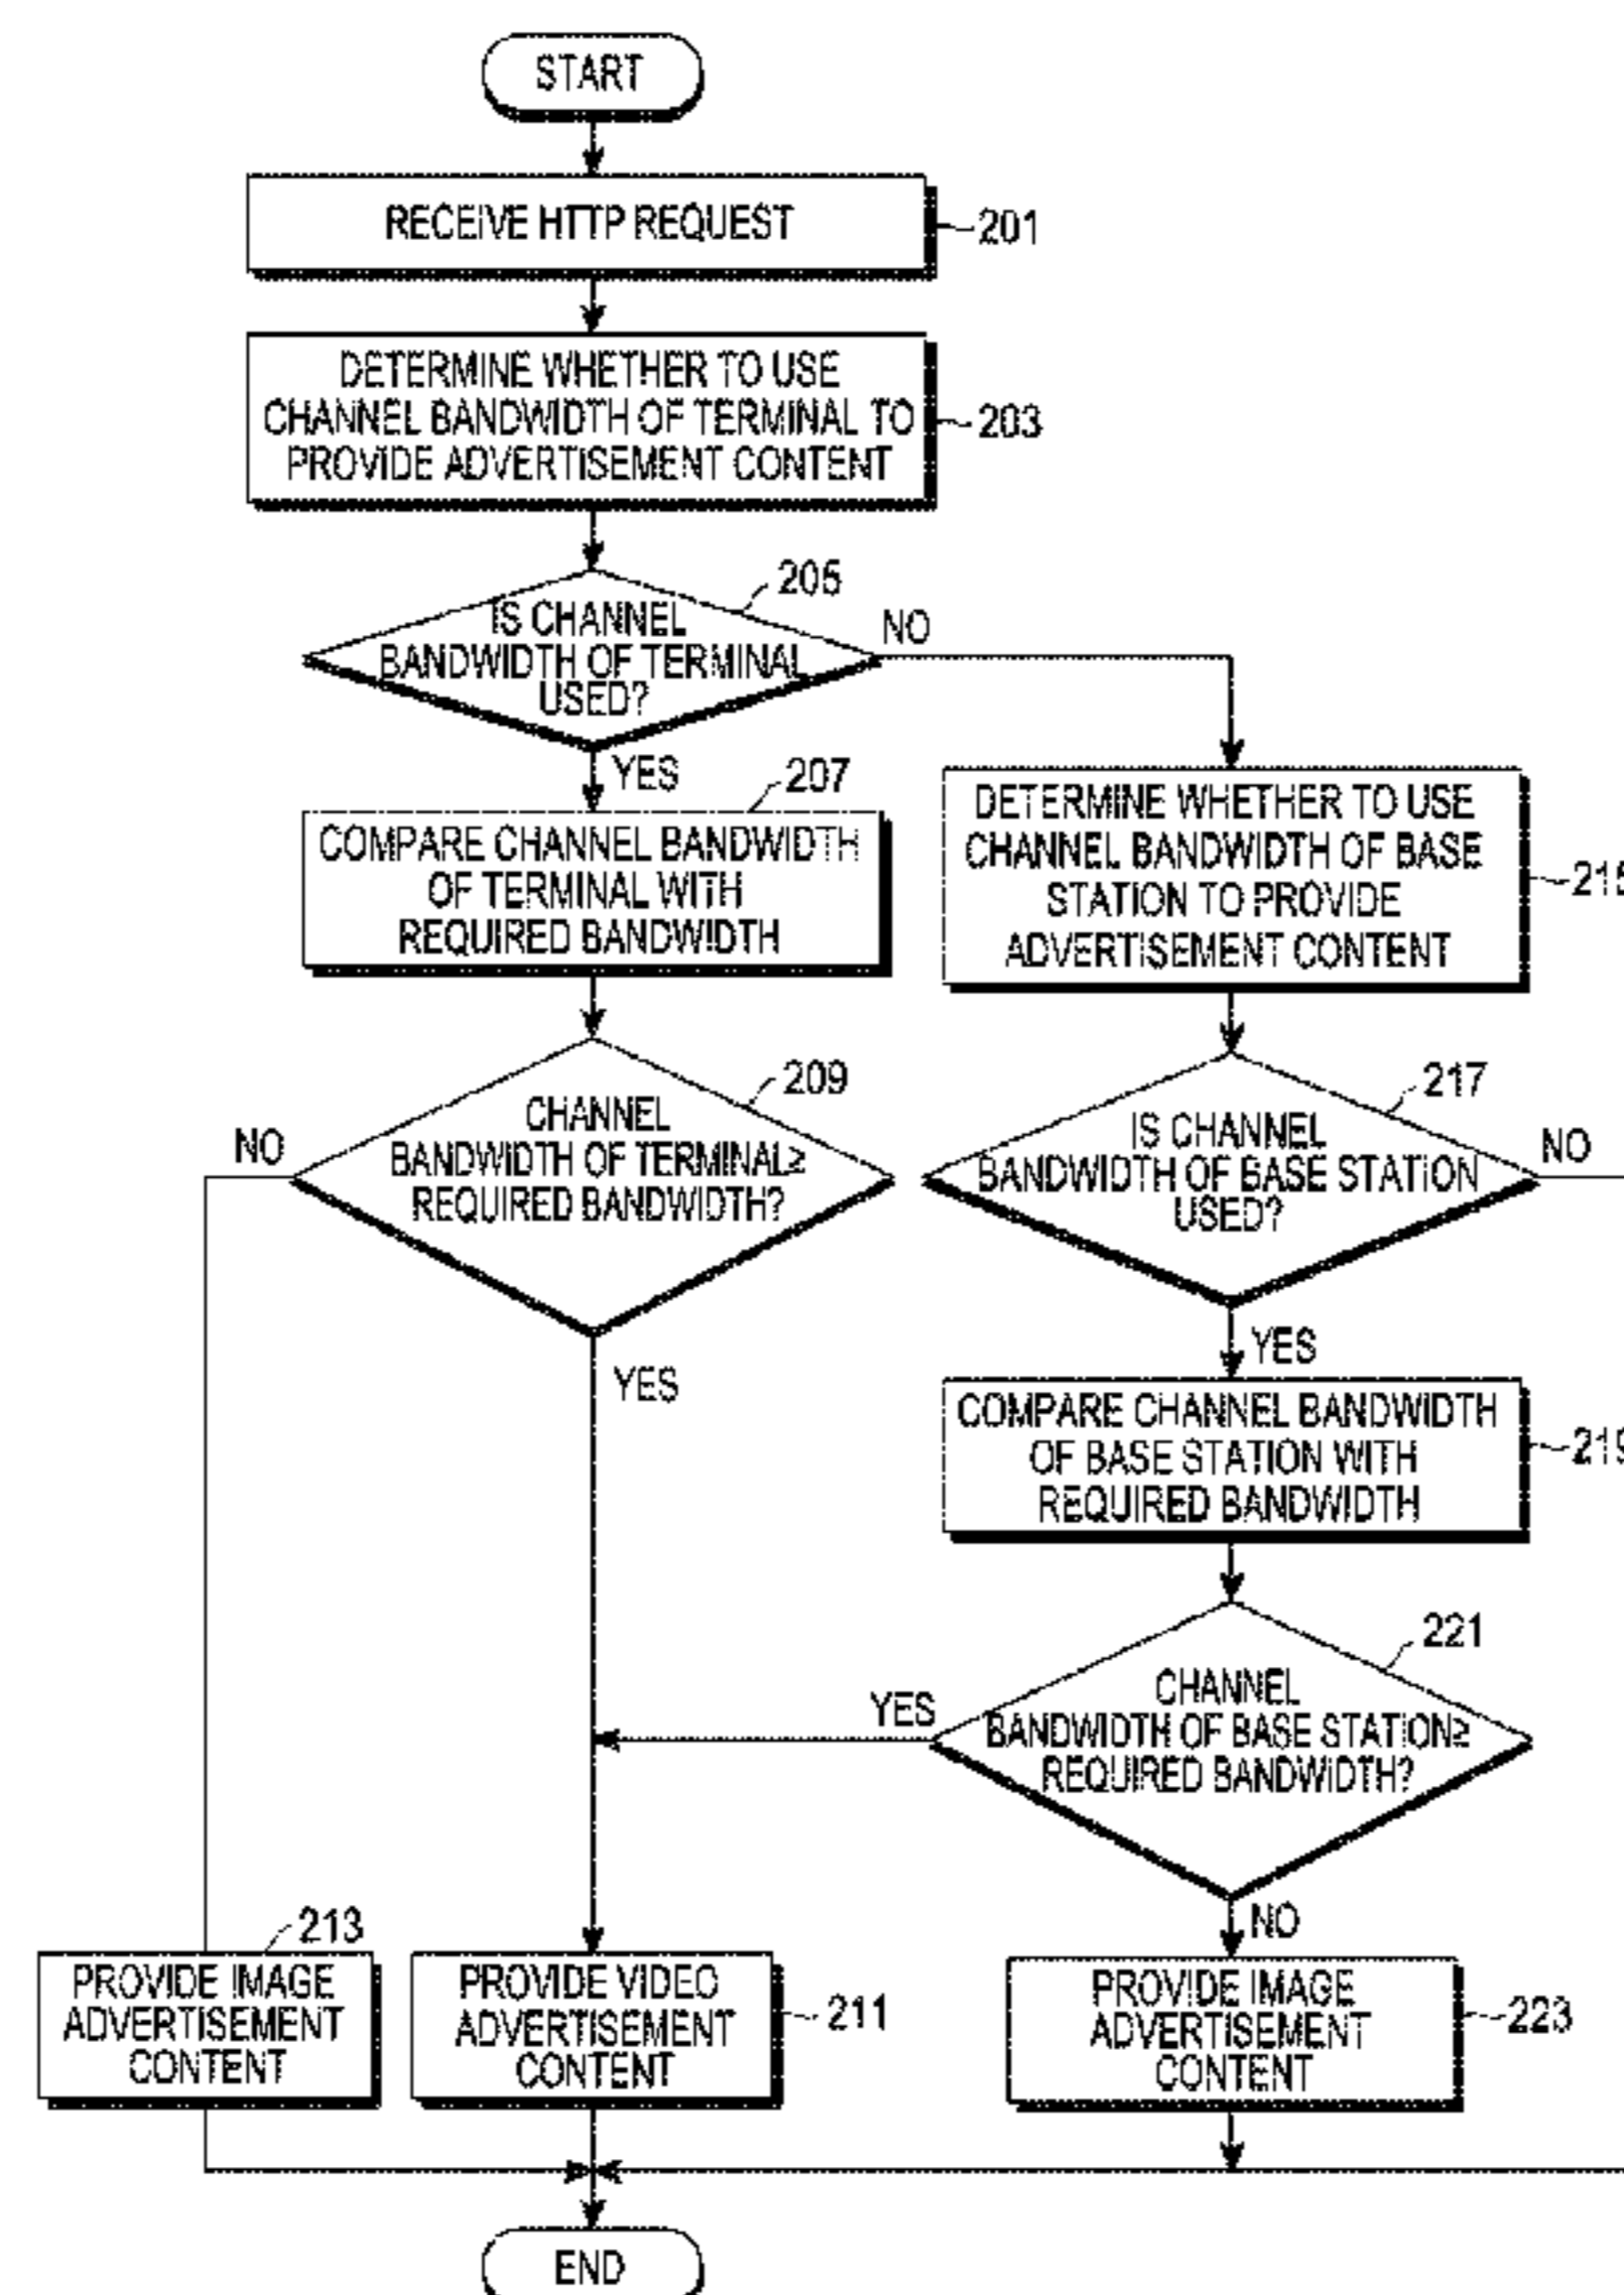 START
RECEIVE HTTP REQUEST
201
DETERMINE WHETHER TO USE
CHANNEL BANDWIDTH OF TERMINAL TO
PROVIDE ADVERTISEMENT CONTENT
203
205
IS CHANNEL
BANDWIDTH OF TERMINAL
USED?
NO
YES
207
COMPARE CHANNEL BANDWIDTH
OF TERMINAL WITH
REQUIRED BANDWIDTH
DETERMINE WHETHER TO USE
CHANNEL BANDWIDTH OF BASE
STATION TO PROVIDE
ADVERTISEMENT CONTENT
209
CHANNEL
BANDWIDTH OF TERMINAL≥
REQUIRED BANDWIDTH?
NO
YES
217
IS CHANNEL
BANDWIDTH OF BASE STATION
USED?
NO
YES
COMPARE CHANNEL BANDWIDTH
OF BASE STATION WITH
REQUIRED BANDWIDTH
221
CHANNEL
BANDWIDTH OF BASE STATION≥
REQUIRED BANDWIDTH?
YES
NO
213
PROVIDE IMAGE
ADVERTISEMENT
CONTENT
PROVIDE VIDEO
ADVERTISEMENT
CONTENT
211
PROVIDE IMAGE
ADVERTISEMENT
CONTENT
223
END